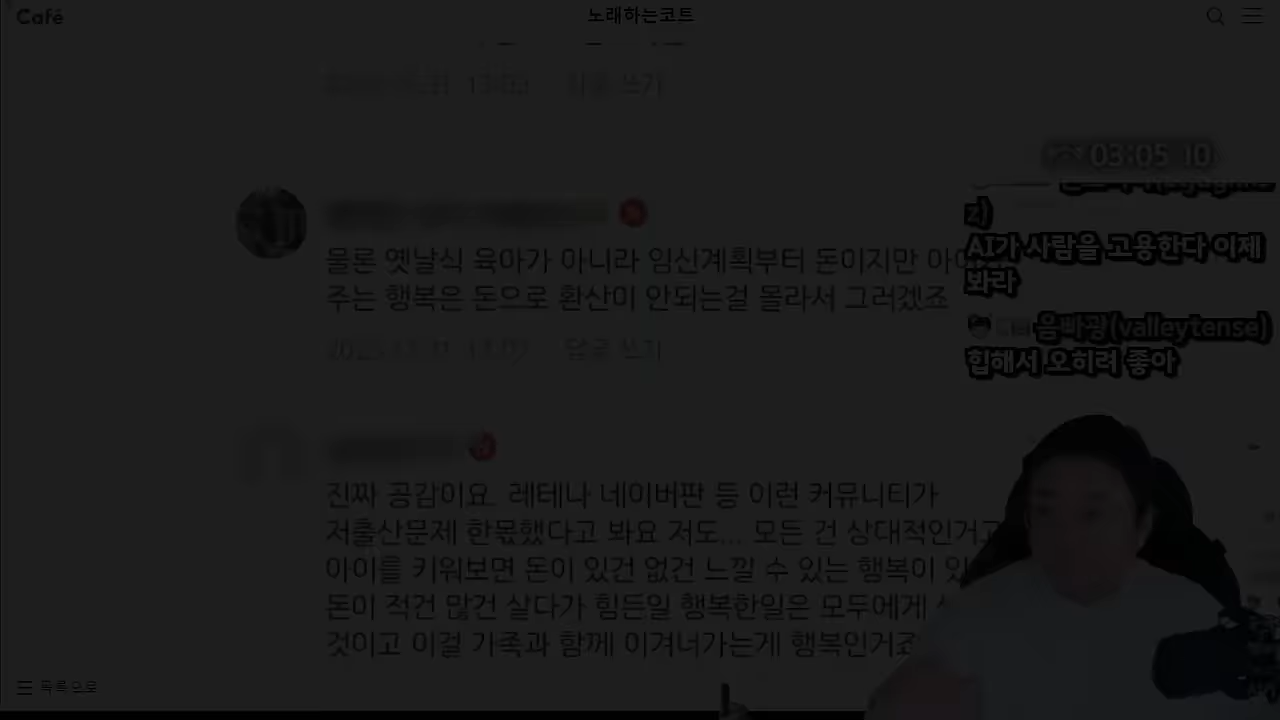 Café
노래하는코트
03:05 10
물론 옛날식 육아가 아니라 임신계획부터 돈이지만
주는 행복은 돈으로 환산미 안되는걸 몰라서 그러겠죠
답글 쓰기
진짜 공감이요. 레테나 네이버판 등 이런 커뮤니티가
저출산문제 한몫했다고 봐요 저도... 모든 건 상대적인거고
아이를 키워보면 돈이 있건 없건 느낄 수 있는 행복이
돈이 적건 많건 살다가 힘든일 행복한일은 모두에게
것이고 이걸 가족과 함께 이겨너가는게 행복인거죠
z)
AI가 사람을 고용한다 이제
봐라
음빠광(valleytense)
힙해서 오히려 좋아
목록으로